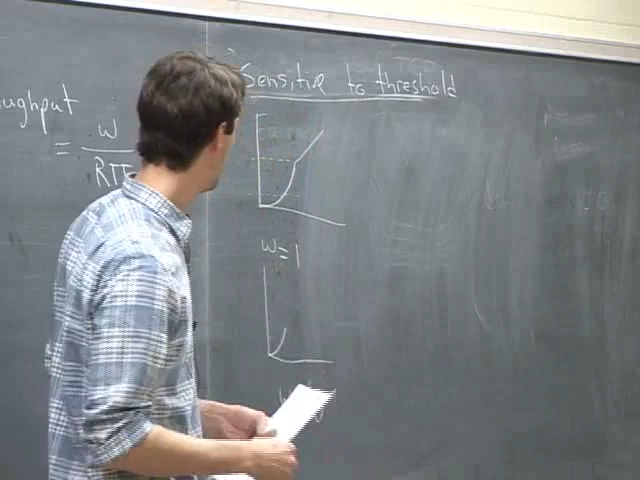 Sensitive to threshold
ughput
= W
RTT
W=1